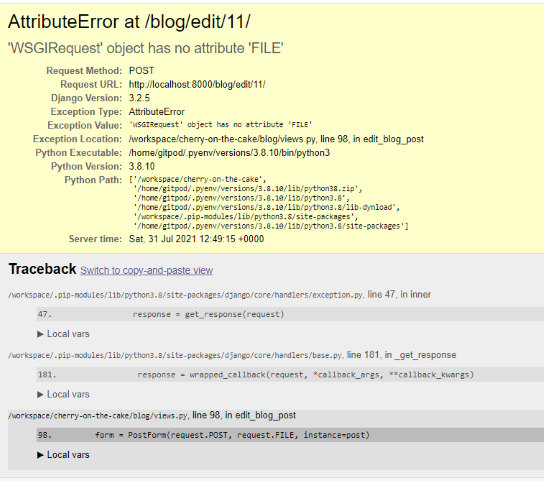 AttributeError at /blog/edit/11/
'WSGIRequest' object has no attribute 'FILE'
Request Method: POST
Request URL: http://localhost:8000/blog/edit/11/
Django Version: 3.2.5
Exception Type: AttributeError
Exception Value: 'WSGIRequest' object has no attribute 'FILE'
Exception Location: /workspace/cherry-on-the-cake/blog/views.py, line 98, in edit_blog_post
Python Executable: /home/gitpod/.pyenv/versions/3.8.10/bin/python3
Python Version: 3.8.10
Python Path: ['/workspace/cherry-on-the-cake',
'/home/gitpod/.pyenv/versions/3.8.10/lib/python38.zip',
'/home/gitpod/.pyenv/versions/3.8.10/lib/python3.8',
'/home/gitpod/.pyenv/versions/3.8.10/lib/python3.8/lib-dynload',
'/workspace/.pip-modules/lib/python3.8/site-packages',
'/home/gitpod/.pyenv/versions/3.8.10/lib/python3.8/site-packages']
Server time: Sat, 31 Jul 2021 12:49:15 +0000
Traceback Switch to copy-and-paste view
/workspace/.pip-modules/lib/python3.8/site-packages/django/core/handlers/exception.py, line 47, in inner
47. response = get_response(request)
▶ Local vars
/workspace/.pip-modules/lib/python3.8/site-packages/django/core/handlers/base.py, line 181, in _get_response
181. response = wrapped_callback(request, *callback_args, **callback_kwargs)
▶ Local vars
/workspace/cherry-on-the-cake/blog/views.py, line 98, in edit_blog_post
98. form = PostForm(request.POST, request.FILE, instance=post)
▶ Local vars